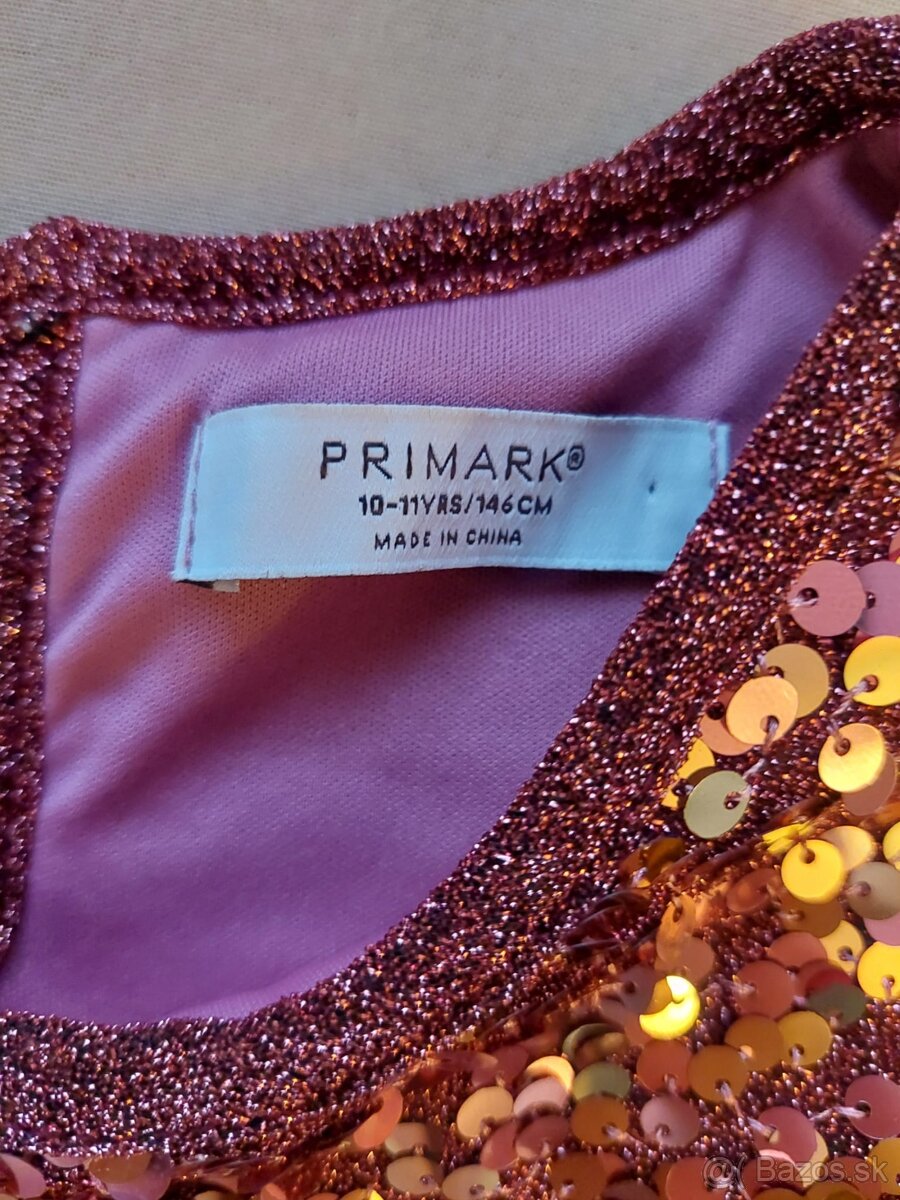 PRIMARK®
10-11YRS/146CM
MADE IN CHINA
@( Bazos.sk